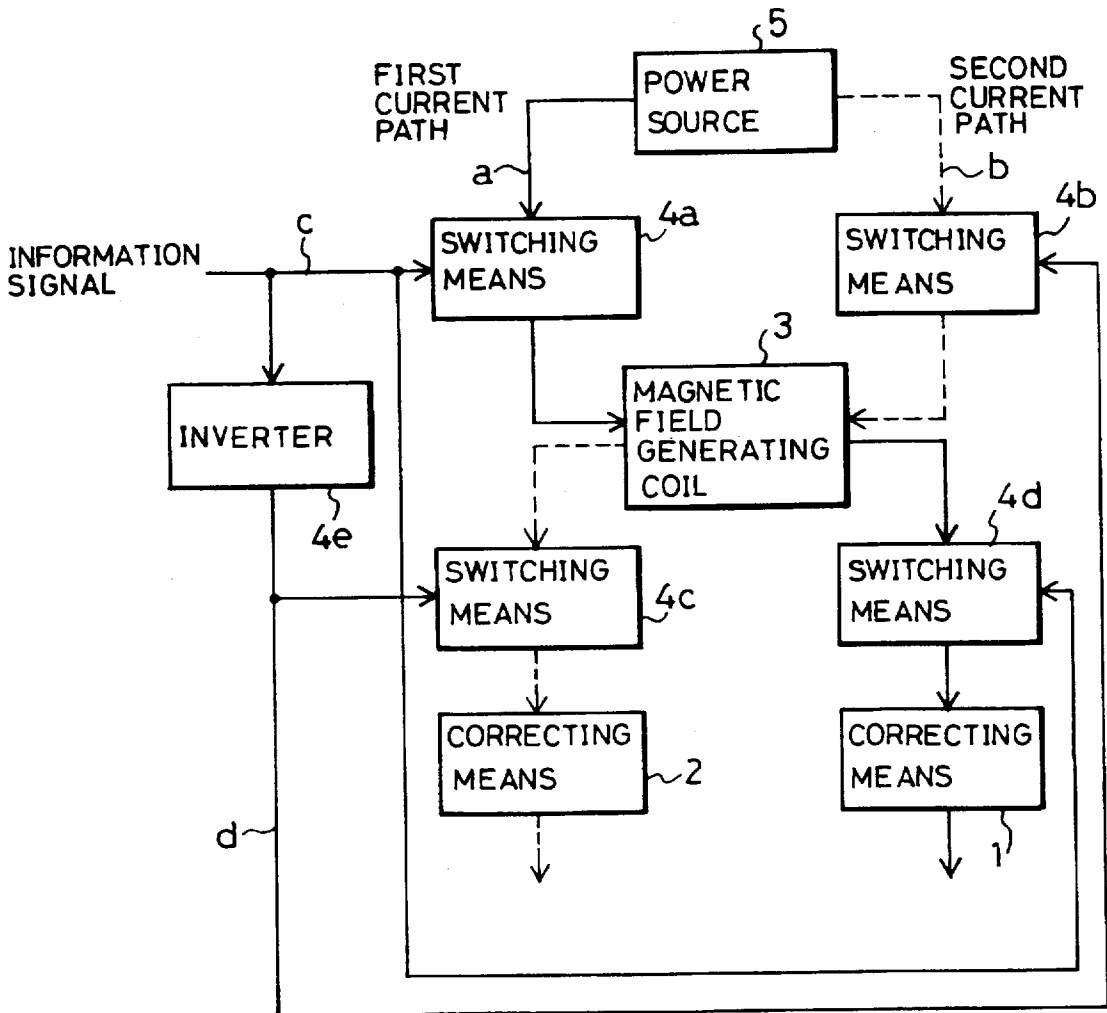 5
FIRST
CURRENT
PATH
POWER
SOURCE
SECOND
CURRENT
PATH
a
b
4a
4b
c
INFORMATION
SIGNAL
SWITCHING
MEANS
SWITCHING
MEANS
3
MAGNETIC
FIELD
GENERATING
COIL
INVERTER
4e
4d
SWITCHING
MEANS
4c
SWITCHING
MEANS
CORRECTING
MEANS
2
CORRECTING
MEANS
1
d